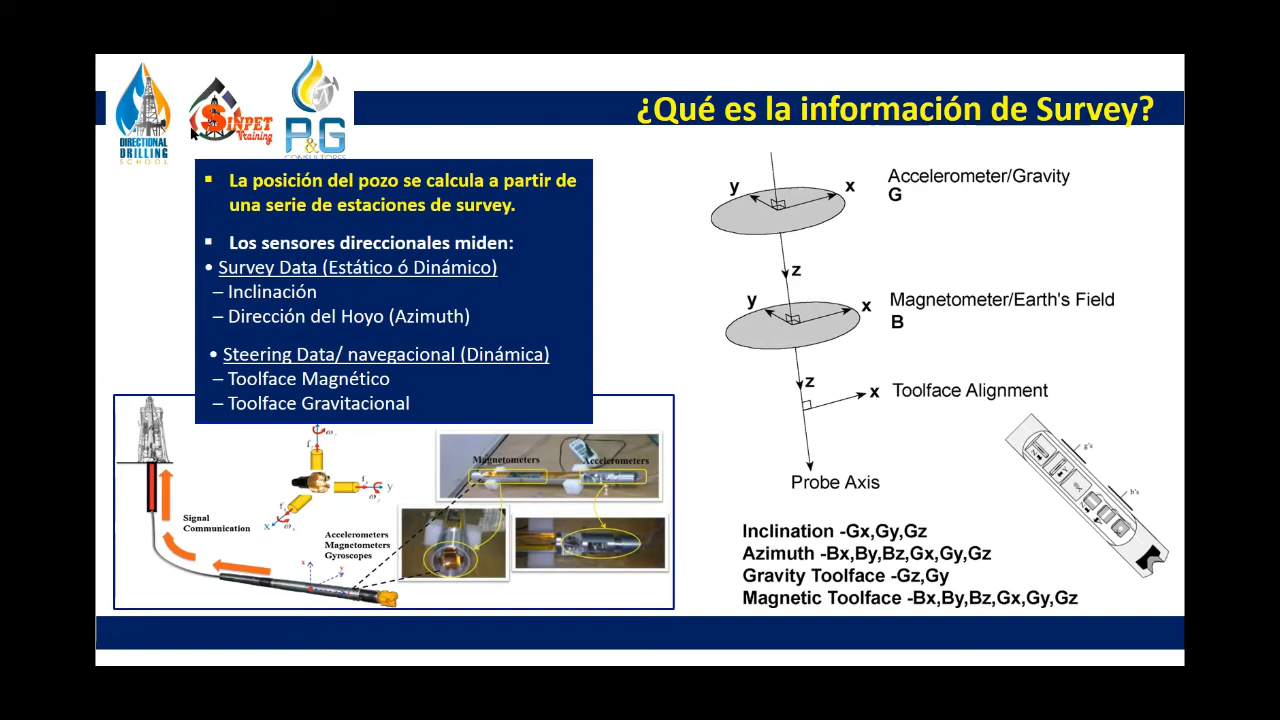 DIRECTIONAL
DRILLING
SCHOOL
SINPET
Training
P&G
CONSULTORES
¿Qué es la información de Survey?
▪ La posición del pozo se calcula a partir de
una serie de estaciones de survey.
▪ Los sensores direccionales miden:
• Survey Data (Estático ó Dinámico)
– Inclinación
– Dirección del Hoyo (Azimuth)
• Steering Data/ navegacional (Dinámica)
– Toolface Magnético
– Toolface Gravitacional
Signal
Communication
y
x
Accelerometers
Magnetometers
Gyroscopes
x
y
Magnetometers
Accelerometers
y
x
Accelerometer/Gravity
G
z
y
x
Magnetometer/Earth's Field
B
z
x
Toolface Alignment
Probe Axis
g's
b's
Inclination -Gx,Gy,Gz
Azimuth -Bx,By,Bz,Gx,Gy,Gz
Gravity Toolface -Gz,Gy
Magnetic Toolface -Bx,By,Bz,Gx,Gy,Gz